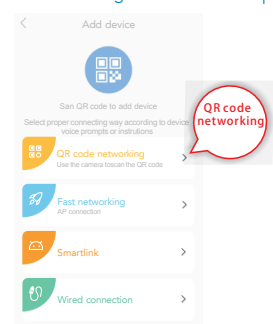 Add device
San QR code to add device
Select proper connecting way according to device
voice prompts or instrutions
QR code networking
Use the camera toscan the QR code
Fast networking
AP connection
Smartlink
Wired connection
QR code
networking